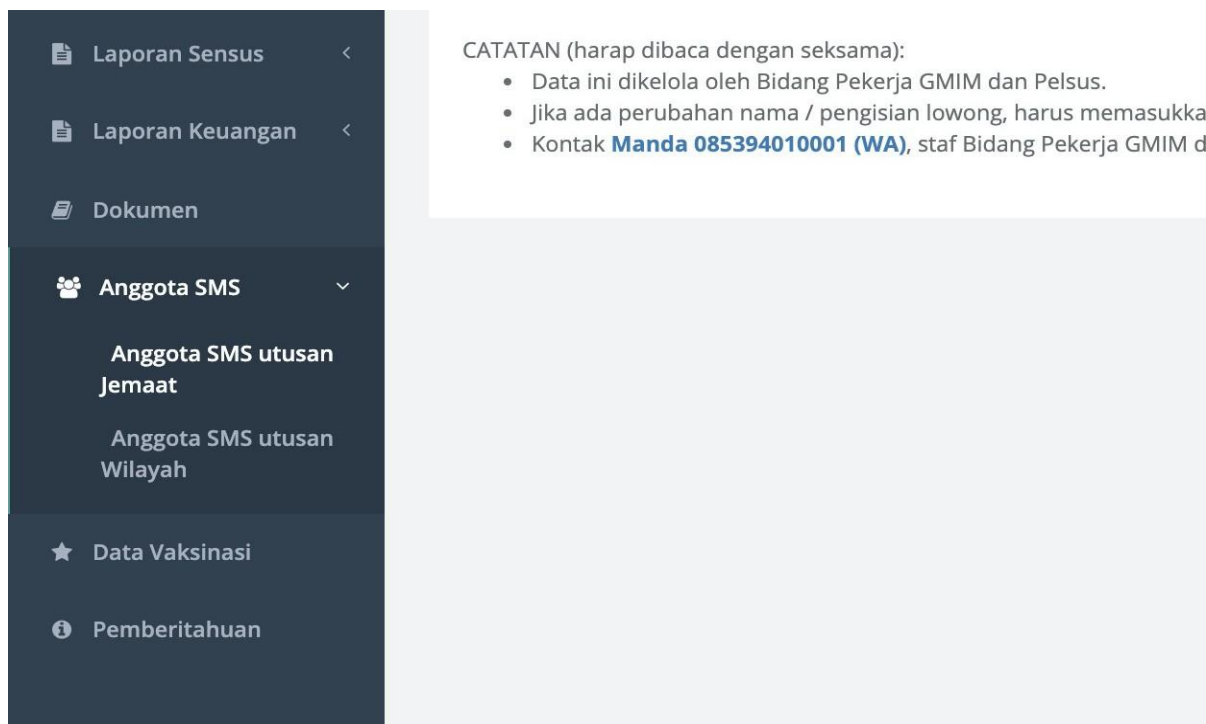 Laporan Sensus
Laporan Keuangan
Dokumen
Anggota SMS
Anggota SMS utusan
Jemaat
Anggota SMS utusan
Wilayah
Data Vaksinasi
Pemberitahuan
CATATAN (harap dibaca dengan seksama):
• Data ini dikelola oleh Bidang Pekerja GMIM dan Pelsus.
• Jika ada perubahan nama / pengisian lowong, harus memasukka
• Kontak Manda 085394010001 (WA), staf Bidang Pekerja GMIM d